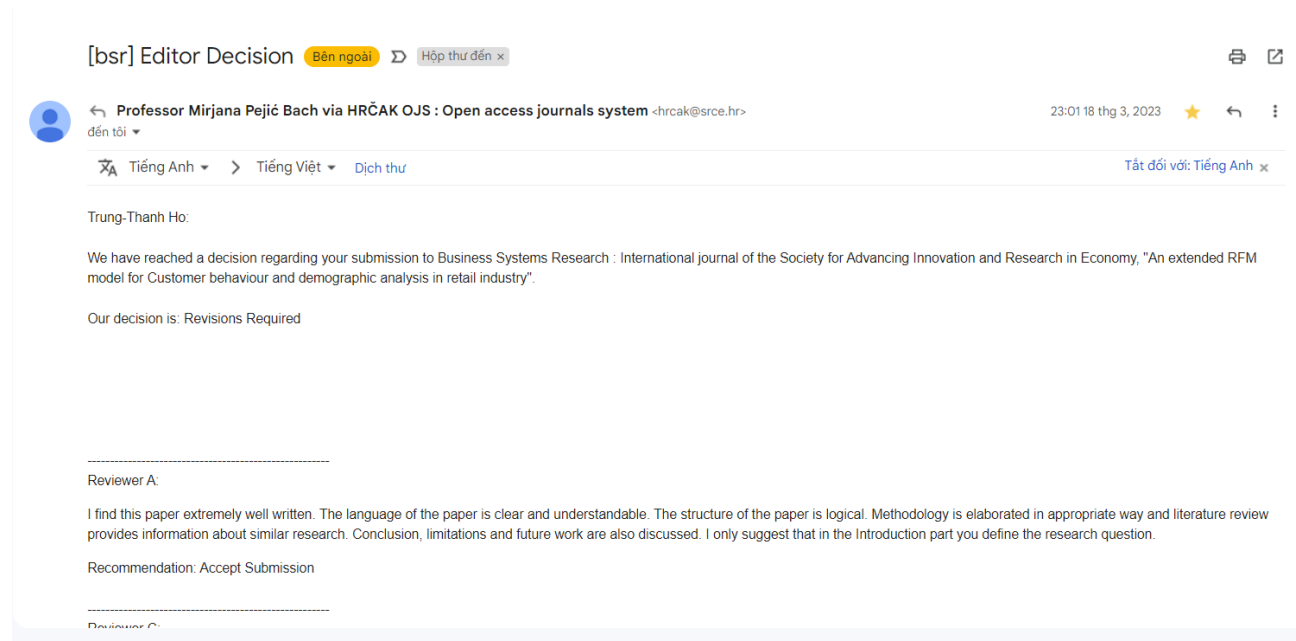 [bsr] Editor Decision Bên ngoài Hộp thư đến ×
Professor Mirjana Pejić Bach via HRČAK OJS : Open access journals system <hrcak@srce.hr> 23:01 18 thg 3, 2023
đến tôi
Tiếng Anh Tiếng Việt Dịch thư Tắt đối với: Tiếng Anh ×
Trung-Thanh Ho:
We have reached a decision regarding your submission to Business Systems Research : International journal of the Society for Advancing Innovation and Research in Economy, "An extended RFM
model for Customer behaviour and demographic analysis in retail industry".
Our decision is: Revisions Required
------------------------------------------------------
Reviewer A:
I find this paper extremely well written. The language of the paper is clear and understandable. The structure of the paper is logical. Methodology is elaborated in appropriate way and literature review
provides information about similar research. Conclusion, limitations and future work are also discussed. I only suggest that in the Introduction part you define the research question.
Recommendation: Accept Submission
------------------------------------------------------
Reviewer C: